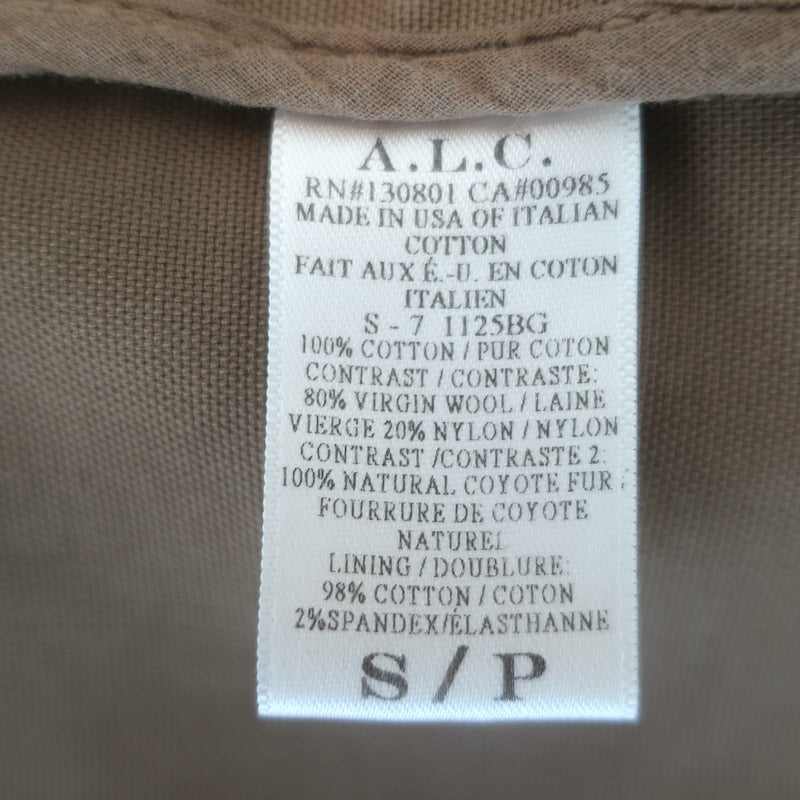 A.L.C.
RN#130801 CA#00985
MADE IN USA OF ITALIAN
COTTON
FAIT AUX É.-U. EN COTON
ITALIEN
S - 7 1125BG
100% COTTON / PUR COTON
CONTRAST / CONTRASTE:
80% VIRGIN WOOL / LAINE
VIERGE 20% NYLON / NYLON
CONTRAST /CONTRASTE 2:
100% NATURAL COYOTE FUR /
FOURRURE DE COYOTE
NATUREL
LINING / DOUBLURE:
98% COTTON / COTON
2%SPANDEX/ÉLASTHANNE
S / P